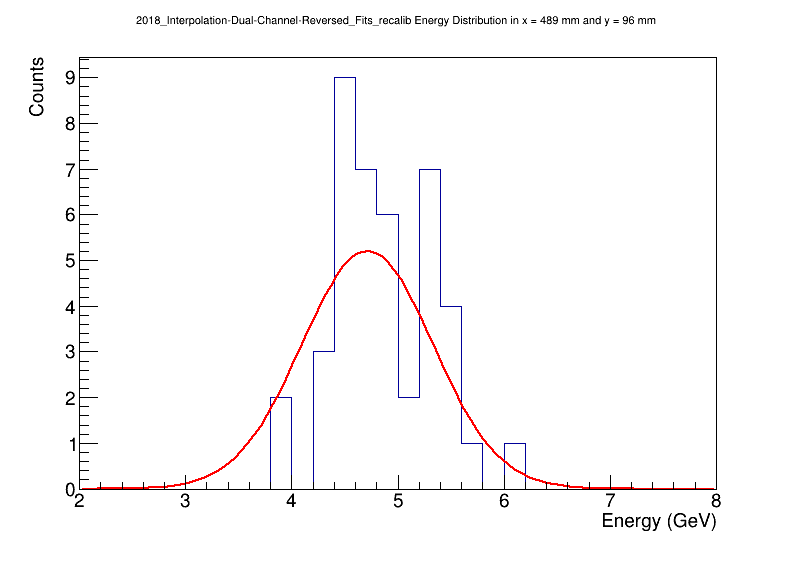 2018_Interpolation-Dual-Channel-Reversed_Fits_recalib Energy Distribution in x = 489 mm and y = 96 mm
Counts
9
8
7
6
5
4
3
2
1
0
2 3 4 5 6 7 8
Energy (GeV)